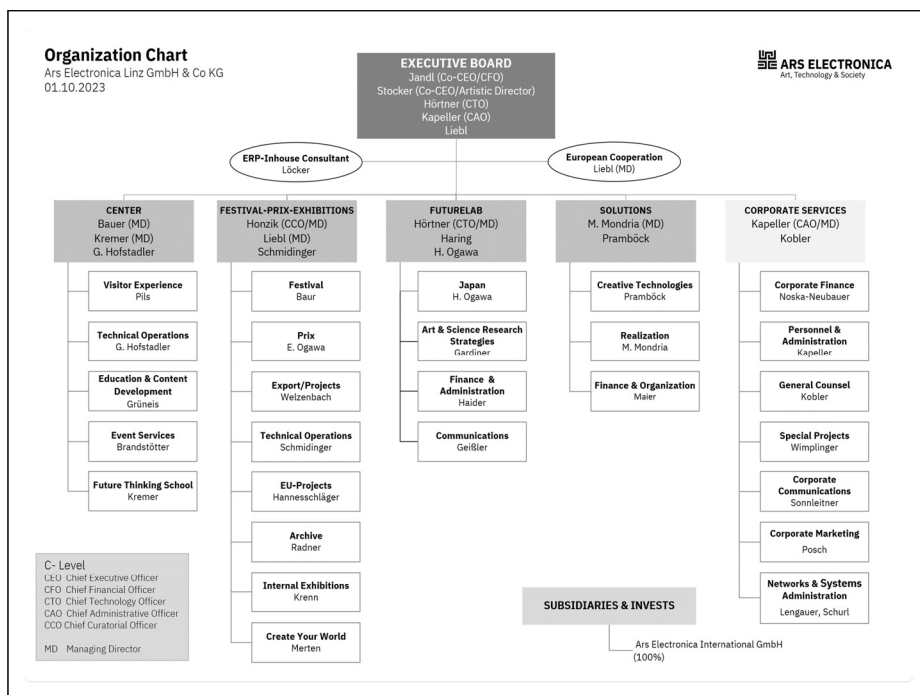 Organization Chart
Ars Electronica Linz GmbH & Co KG
01.10.2023
ARS ELECTRONICA
Art, Technology & Society
EXECUTIVE BOARD
Jandl (Co-CEO/CFO)
Stocker (Co-CEO/Artistic Director)
Hörtner (CTO)
Kapeller (CAO)
Liebl
ERP-Inhouse Consultant
Löcker
European Cooperation
Liebl (MD)
CENTER
Bauer (MD)
Kremer (MD)
G. Hofstadler
Visitor Experience
Pils
Technical Operations
G. Hofstadler
Education & Content
Development
Grüneis
Event Services
Brandstötter
Future Thinking School
Kremer
FESTIVAL-PRIX-EXHIBITIONS
Honzik (CCO/MD)
Liebl (MD)
Schmidinger
Festival
Baur
Prix
E. Ogawa
Export/Projects
Welzenbach
Technical Operations
Schmidinger
EU-Projects
Hannesschläger
Archive
Radner
Internal Exhibitions
Krenn
Create Your World
Merten
FUTURELAB
Hörtner (CTO/MD)
Haring
H. Ogawa
Japan
H. Ogawa
Art & Science Research
Strategies
Gardiner
Finance &
Administration
Haider
Communications
Geißler
SOLUTIONS
M. Mondria (MD)
Pramböck
Creative Technologies
Pramböck
Realization
M. Mondria
Finance & Organization
Maier
CORPORATE SERVICES
Kapeller (CAO/MD)
Kobler
Corporate Finance
Noska-Neubauer
Personnel &
Administration
Kapeller
General Counsel
Kobler
Special Projects
Wimplinger
Corporate
Communications
Sonnleitner
Corporate Marketing
Posch
Networks & Systems
Administration
Lengauer, Schurl
C- Level
CEO Chief Executive Officer
CFO Chief Financial Officer
CTO Chief Technology Officer
CAO Chief Administrative Officer
CCO Chief Curatorial Officer
MD Managing Director
SUBSIDIARIES & INVESTS
Ars Electronica International GmbH
(100%)